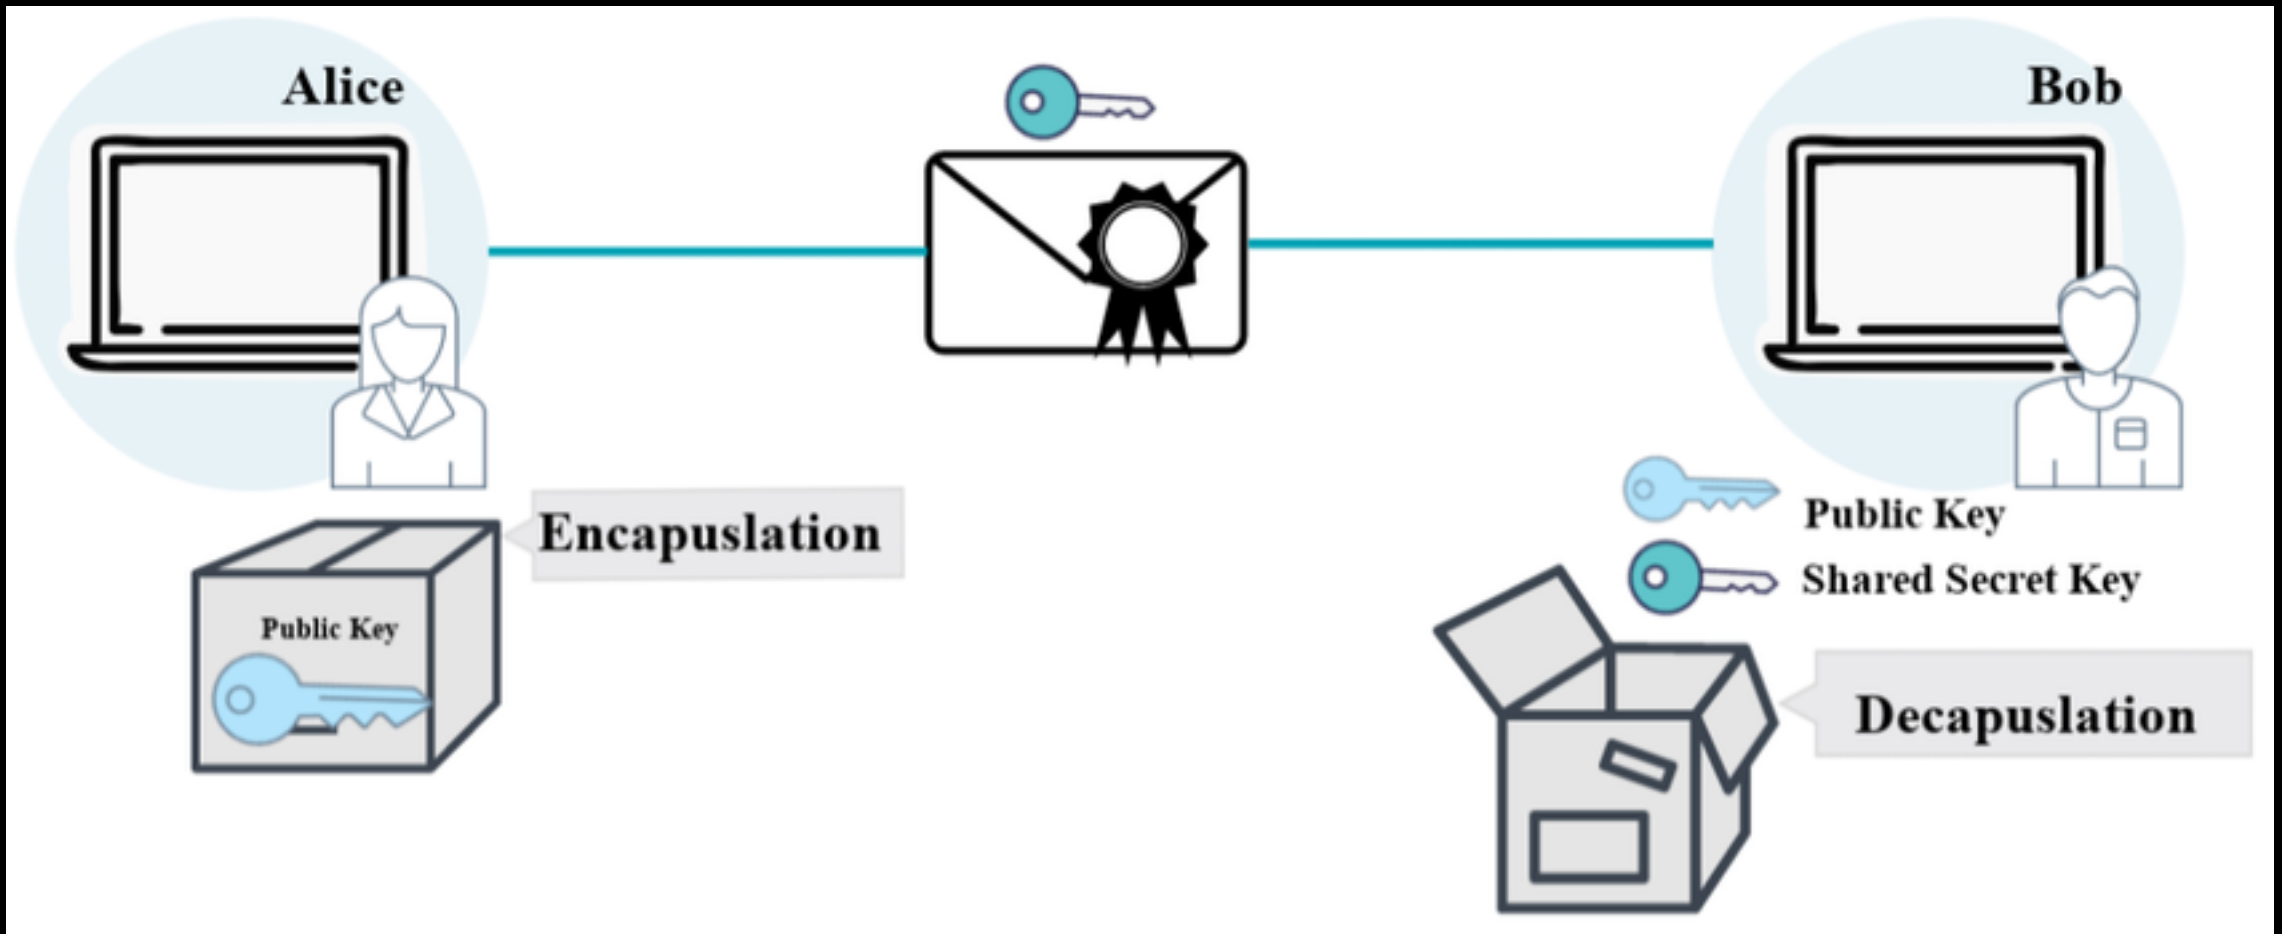 Alice
Bob
Encapuslation
Public Key
Public Key
Shared Secret Key
Decapuslation